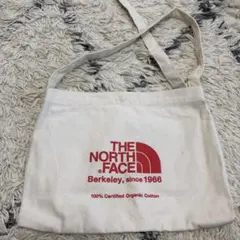 THE
NORTH
FACE
Berkeley, since 1966
100% Certified Organic Cotton